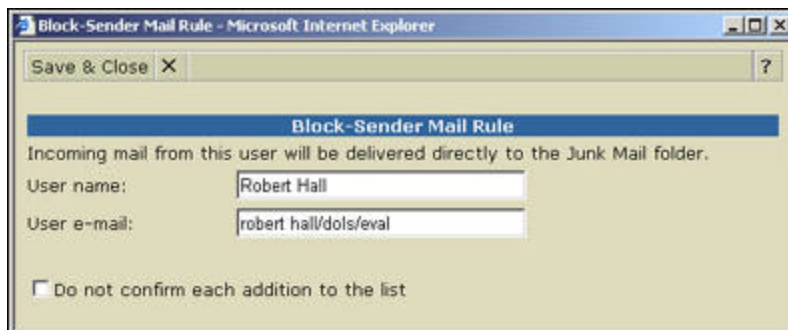 Block-Sender Mail Rule - Microsoft Internet Explorer
Save & Close X ?
Block-Sender Mail Rule
Incoming mail from this user will be delivered directly to the Junk Mail folder.
User name: Robert Hall
User e-mail: robert hall/dols/eval
Do not confirm each addition to the list